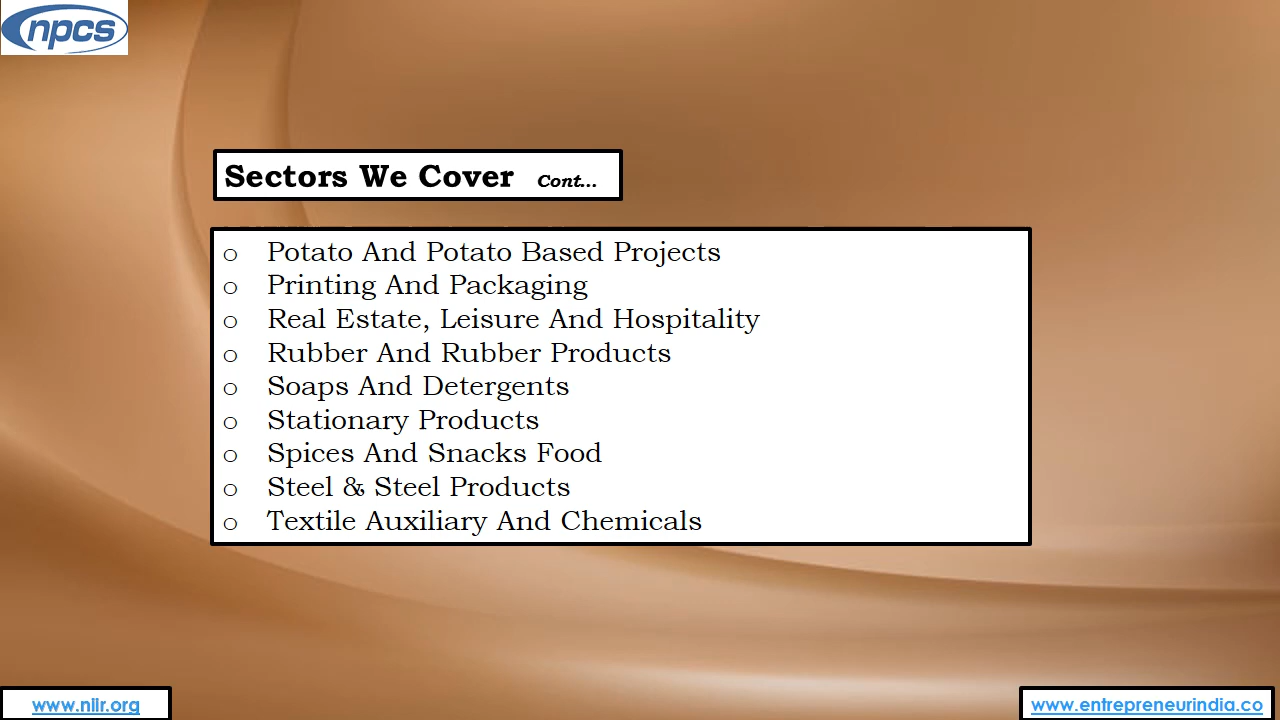 npcs
Sectors We Cover Cont...
o Potato And Potato Based Projects
o Printing And Packaging
o Real Estate, Leisure And Hospitality
o Rubber And Rubber Products
o Soaps And Detergents
o Stationary Products
o Spices And Snacks Food
o Steel & Steel Products
o Textile Auxiliary And Chemicals
www.niir.org
www.entrepreneurindia.co